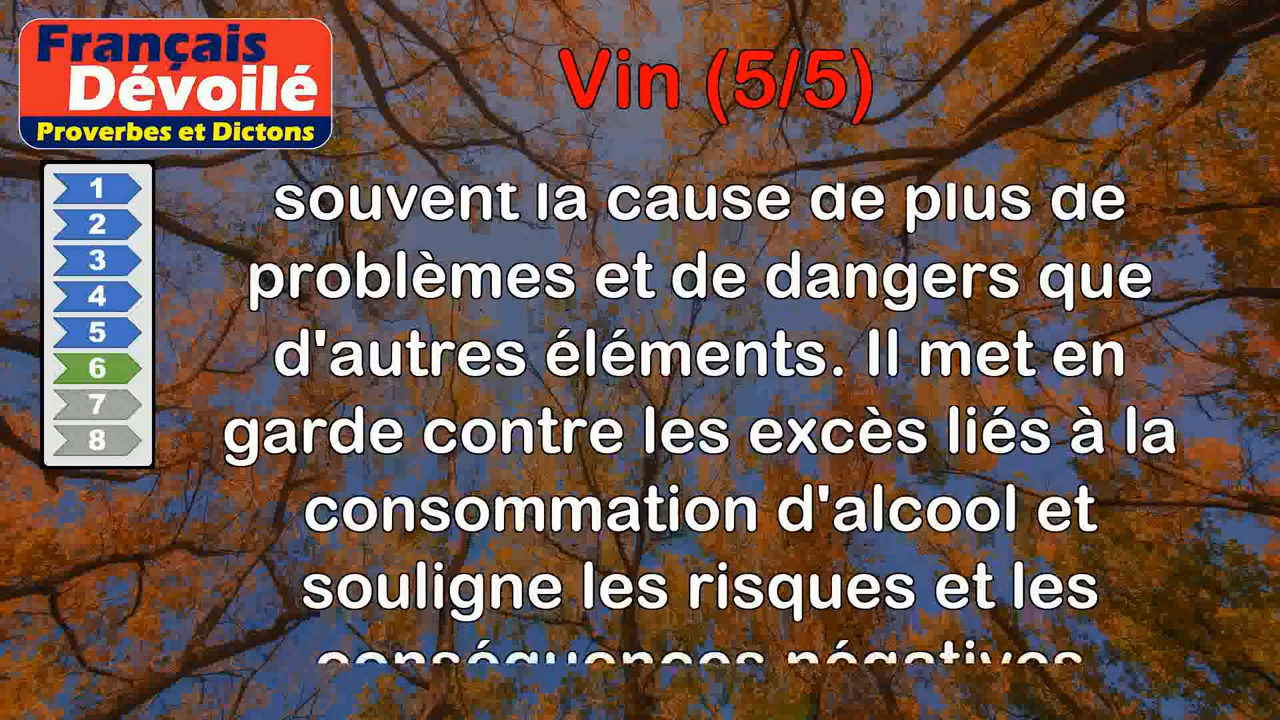 Français
Dévoilé
Proverbes et Dictons
Vin (5/5)
1
2
3
4
5
6
7
8
souvent la cause de plus de
problèmes et de dangers que
d'autres éléments. Il met en
garde contre les excès liés à la
consommation d'alcool et
souligne les risques et les
conséquences négatives